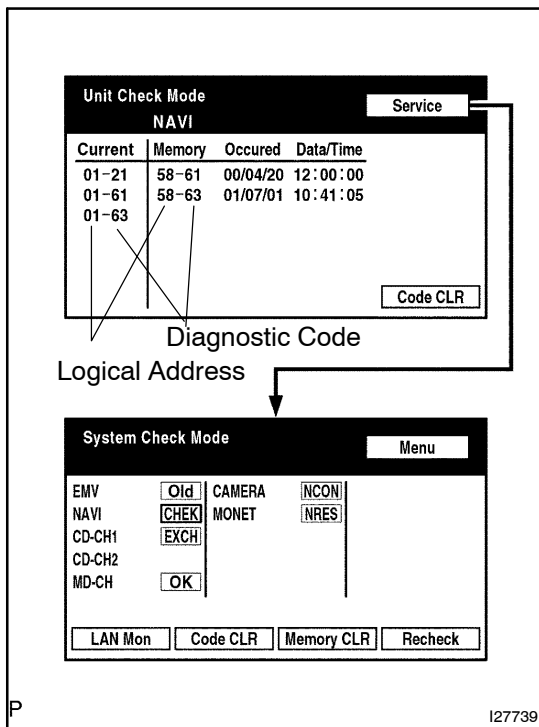 Unit Check Mode
Service
NAVI
Current Memory Occured Data/Time
01-21 58-61 00/04/20 12:00:00
01-61 58-63 01/07/01 10:41:05
01-63
Code CLR
Diagnostic Code
Logical Address
System Check Mode
Menu
EMV Old CAMERA NCON
NAVI CHEK MONET NRES
CD-CH1 EXCH
CD-CH2
MD-CH OK
LAN Mon Code CLR Memory CLR Recheck
P
I27739